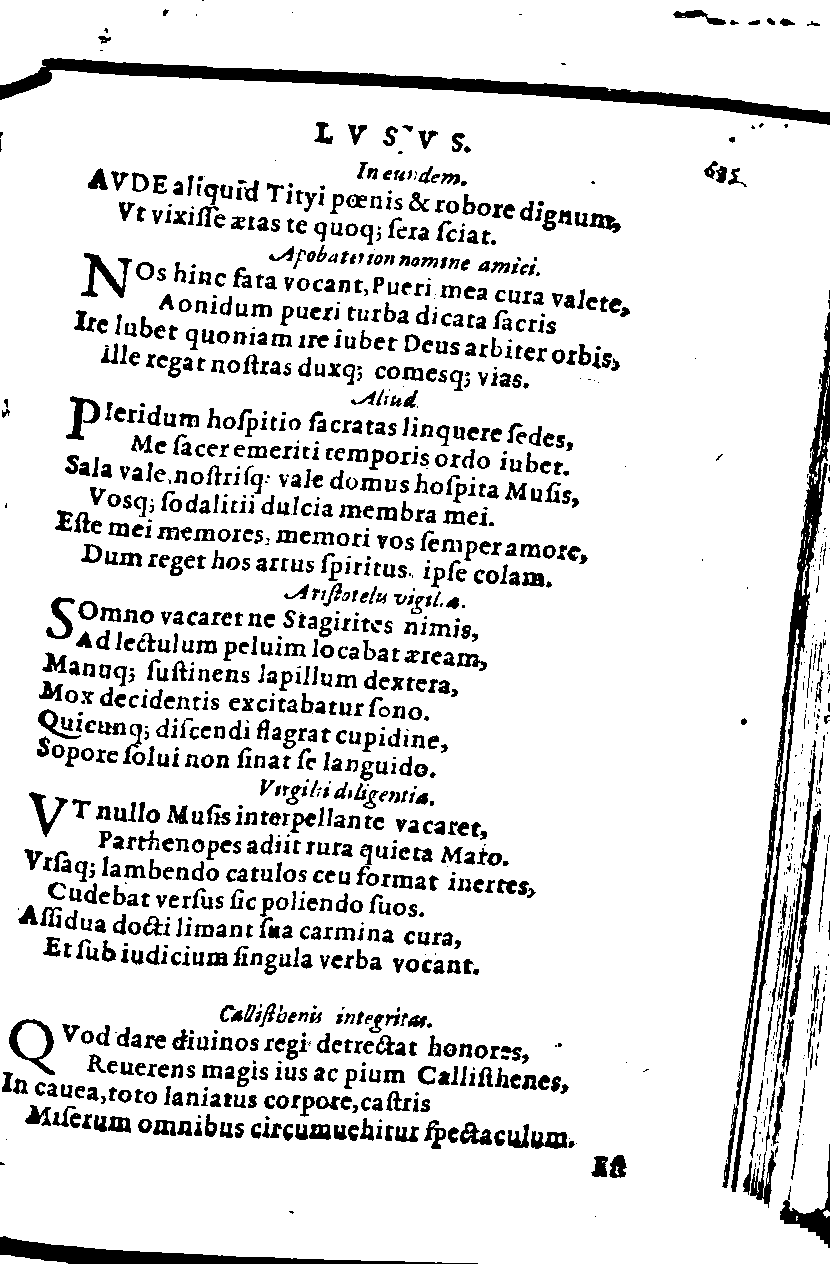 LVSVS.
685
In eundem.
AVDE aliquid Tityi pœnis & robore dignum,
Vt vixiſſe ætas te quoq; ſera ſciat.
Apobaterion nomine amici.
NOs hinc fata vocant, Pueri mea cura valete,
Aonidum pueri turba dicata ſacris
Ire lubet quoniam ire iubet Deus arbiter orbis,
ille regat noſtras duxq; comesq; vias.
Aliud.
PIeridum hoſpitio ſacratas linquere ſedes,
Me ſacer emeriti temporis ordo iubet.
Sala vale, noſtriſq: vale domus hoſpita Muſis,
Vosq; ſodalitii dulcia membra mei.
Eſte mei memores, memori vos ſemper amore,
Dum reget hos artus ſpiritus, ipſe colam.
Ariſtotelis vigilia.
SOmno vacaret ne Stagirites nimis,
Ad lectulum peluim locabat æream,
Manuq; ſuſtinens lapillum dextera,
Mox decidentis excitabatur ſono.
Quicunq; diſcendi flagrat cupidine,
Sopore ſolui non ſinat ſe languido.
Virgilii diligentia.
VT nullo Muſis interpellante vacaret,
Parthenopes adiit rura quieta Maro.
Vrſaq; lambendo catulos ceu format inertes,
Cudebat verſus ſic poliendo ſuos.
Aſſidua docti limant ſua carmina cura,
Et ſub iudicium ſingula verba vocant.
Calliſthenis integritas.
QVod dare diuinos regi detrectat honores,
Reuerens magis ius ac pium Calliſthenes,
In cauea, toto laniatus corpore, caſtris
Miſerum omnibus circumuehitur ſpectaculum.
Eſt